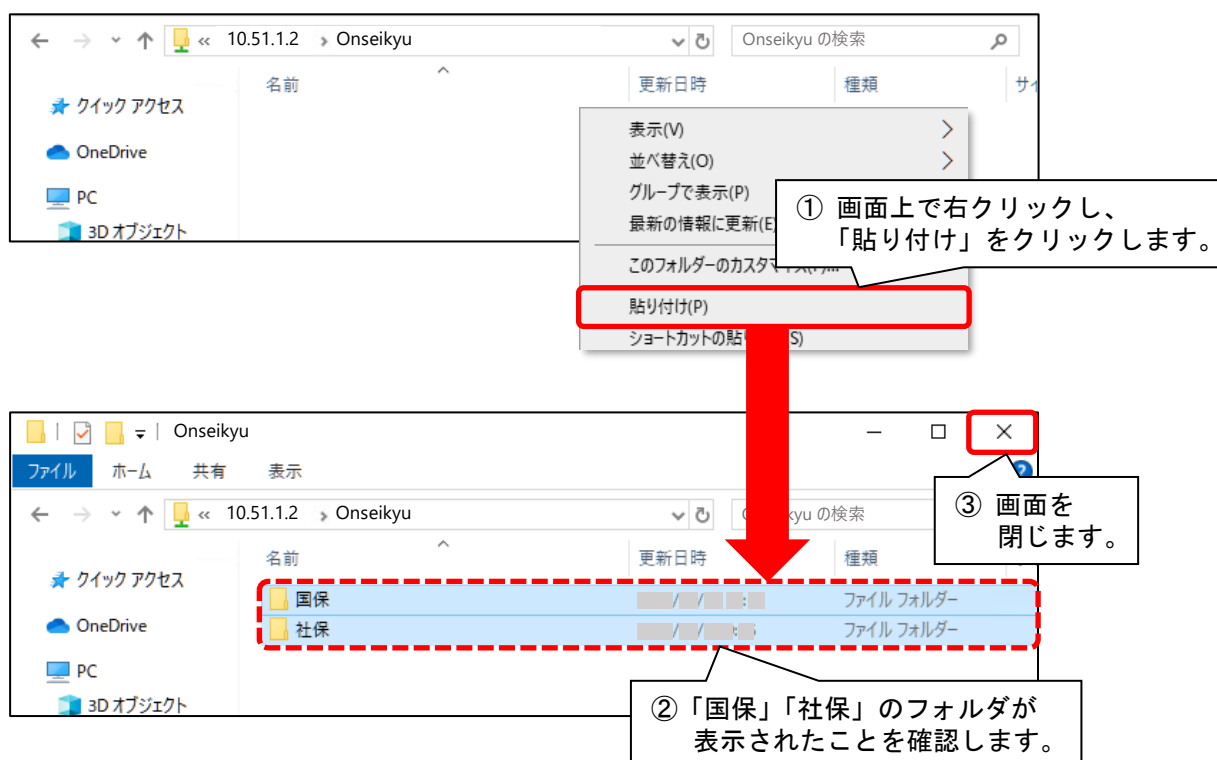 10.51.1.2 Onseikyu
Onseikyu の検索
名前 更新日時 種類 サイ
クイック アクセス
OneDrive
PC
3D オブジェクト
表示(V)
並べ替え(O)
グループで表示(P)
最新の情報に更新(E)
このフォルダーのカスタマイズ(F)...
貼り付け(P)
ショートカットの貼 S)
① 画面上で右クリックし、
「貼り付け」をクリックします。
Onseikyu
ファイル ホーム 共有 表示
10.51.1.2 Onseikyu
kyu の検索
③ 画面を
閉じます。
名前 更新日時 種類
クイック アクセス
OneDrive
PC
3D オブジェクト
国保 ファイル フォルダー
社保 ファイル フォルダー
②「国保」「社保」のフォルダが
表示されたことを確認します。